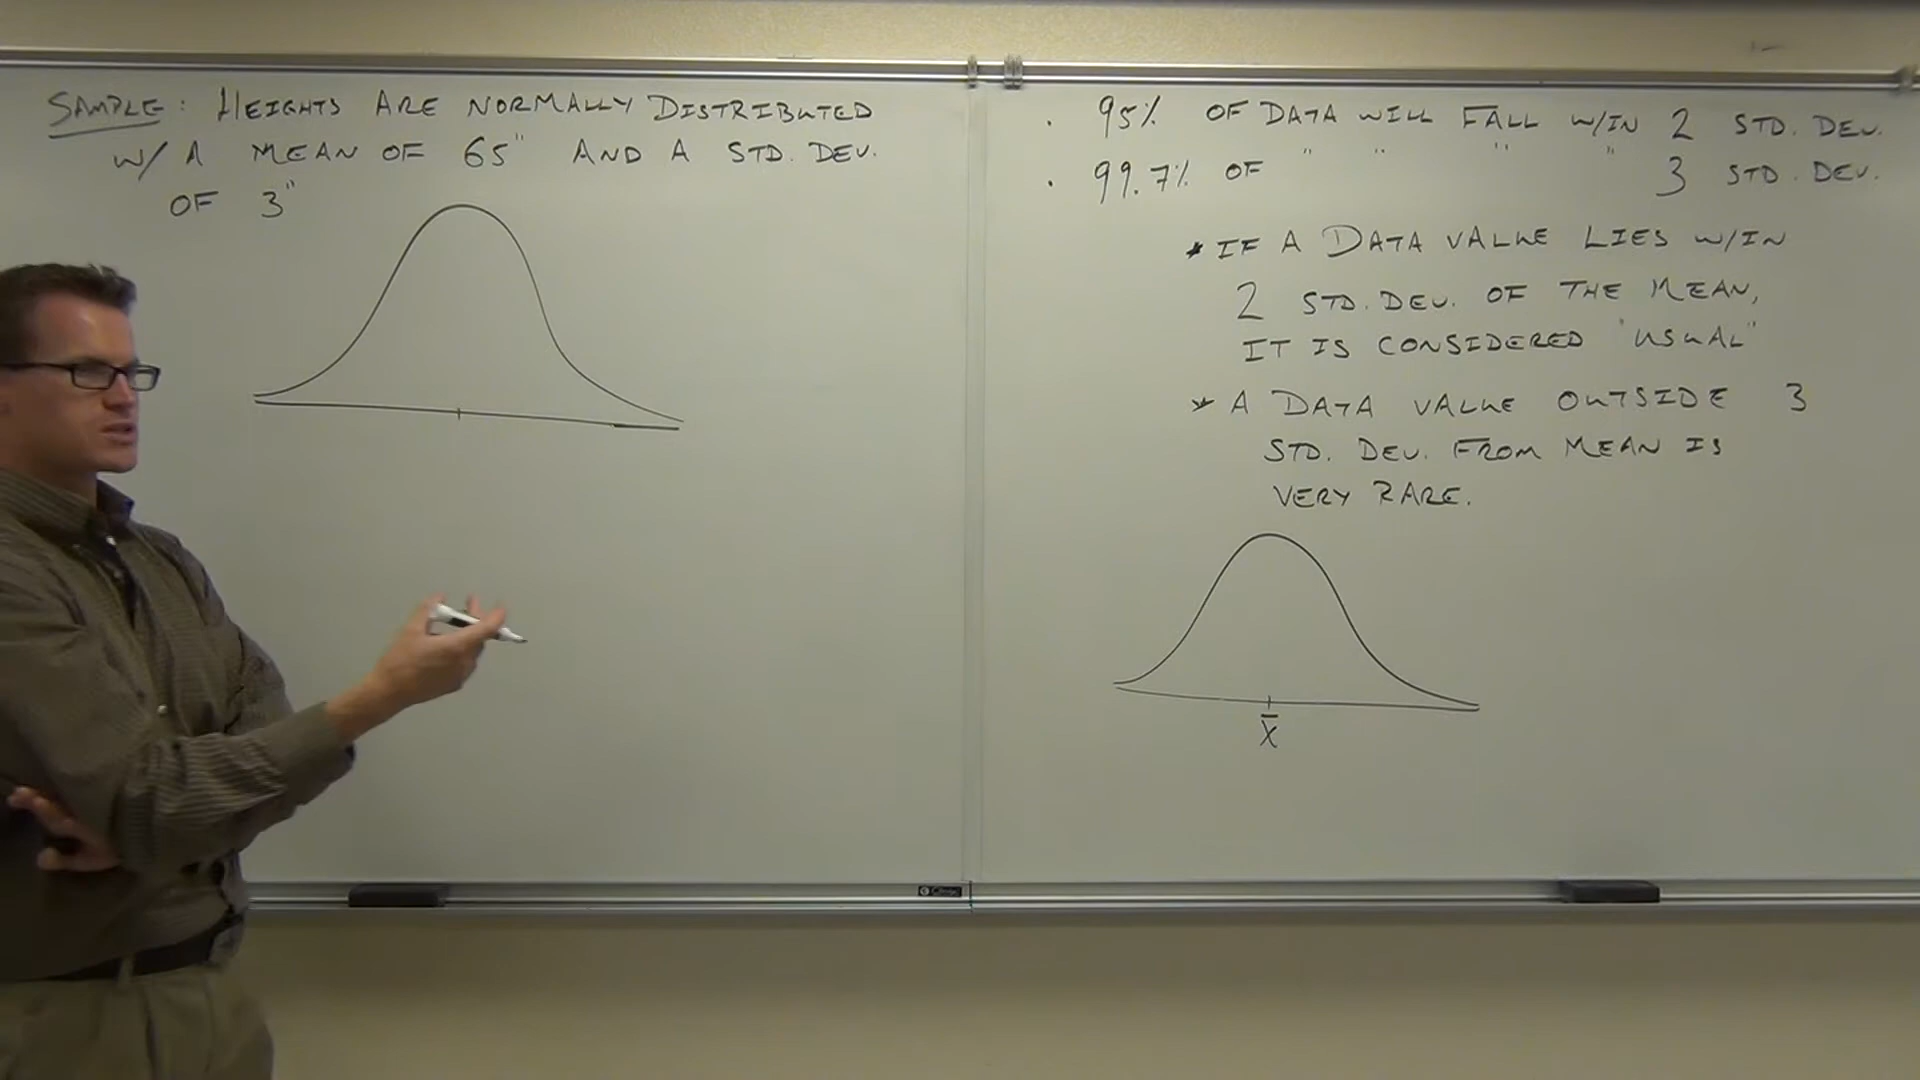 SAMPLE: HEIGHTS ARE NORMALLY DISTRIBUTED
W/ A MEAN OF 65" AND A STD. DEV.
OF 3"
. 95% OF DATA WILL FALL W/IN 2 STD. DEV.
. 99.7% OF " " " " 3 STD. DEV.
* IF A DATA VALUE LIES W/IN
2 STD. DEV. OF THE MEAN,
IT IS CONSIDERED "USUAL"
* A DATA VALUE OUTSIDE 3
STD. DEV. FROM MEAN IS
VERY RARE.
x̄